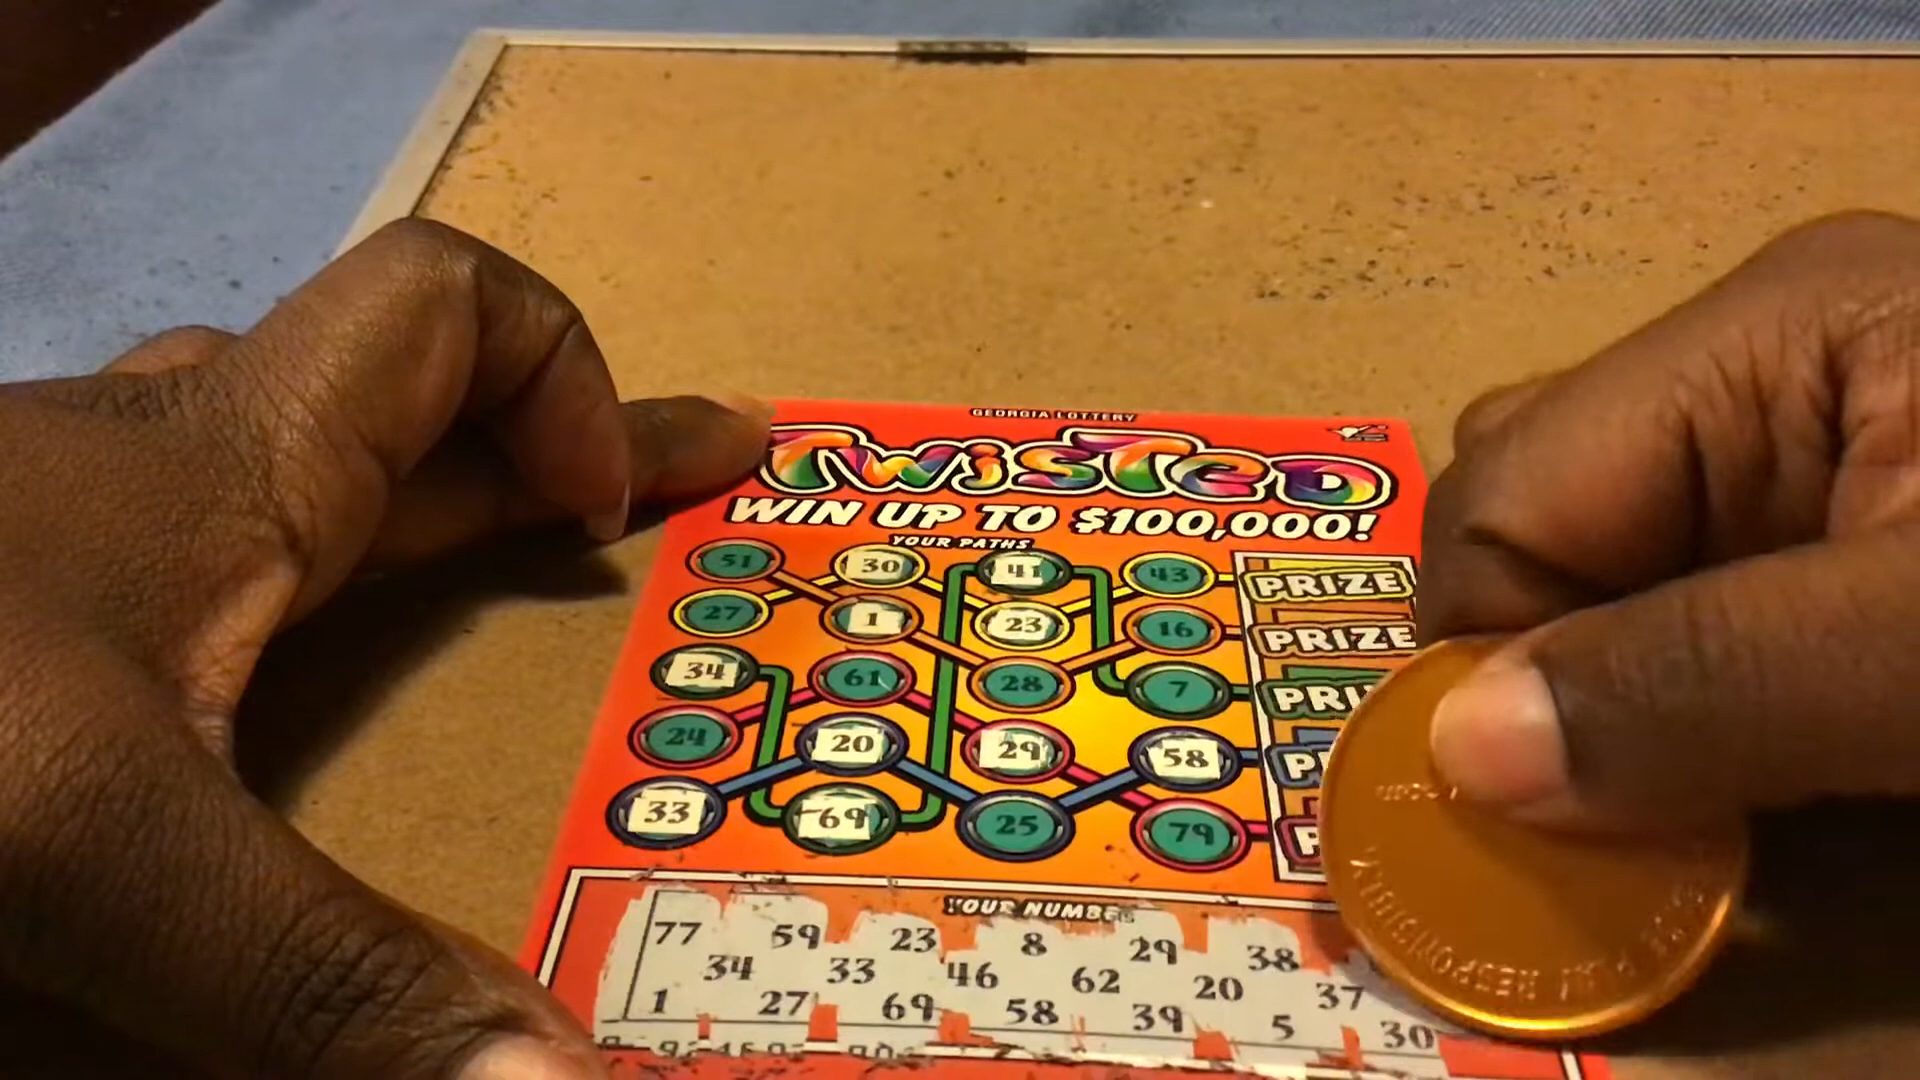 GEORGIA LOTTERY
TWISTED
WIN UP TO $100,000!
YOUR PATHS
51 30 41 43 PRIZE
27 1 23 16 PRIZE
34 61 28 7
24 20 29 58
33 69 25 79
YOUR NUMBERS
77 59 23 8 29 38
34 33 46 62 20 37
1 27 69 58 39 5 30